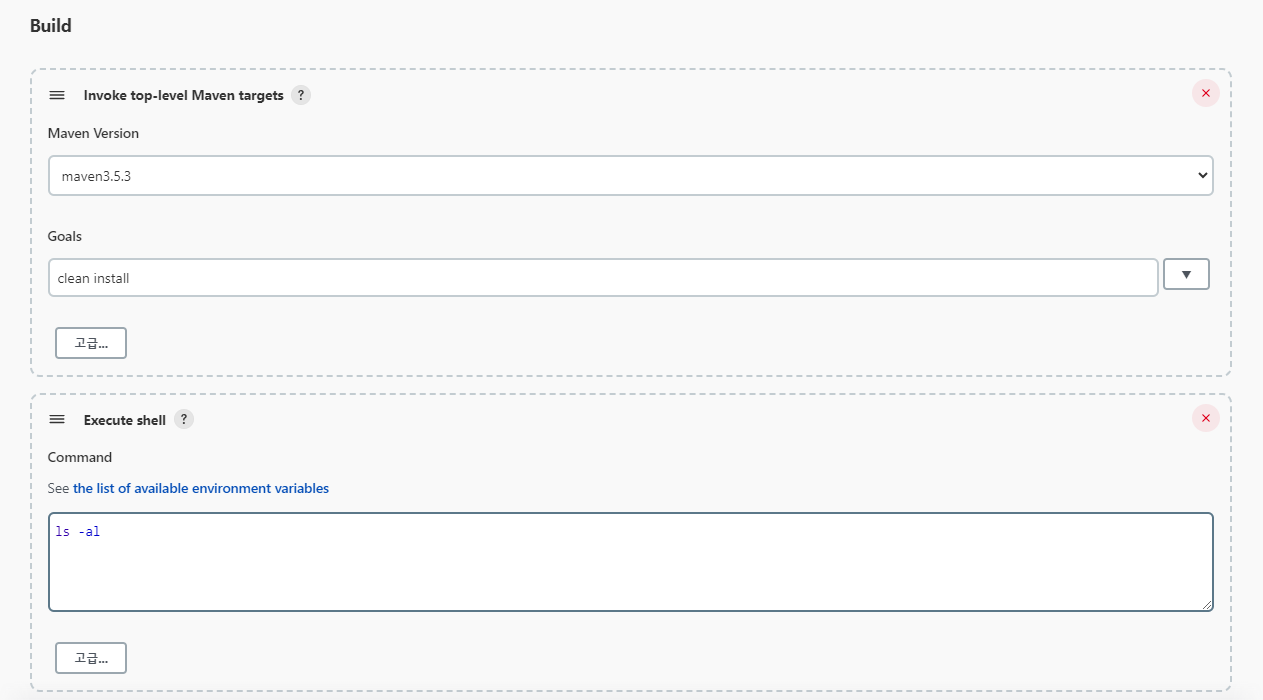 Build
Invoke top-level Maven targets ?
Maven Version
maven3.5.3
Goals
clean install
고급...
Execute shell ?
Command
See the list of available environment variables
ls -al
고급...